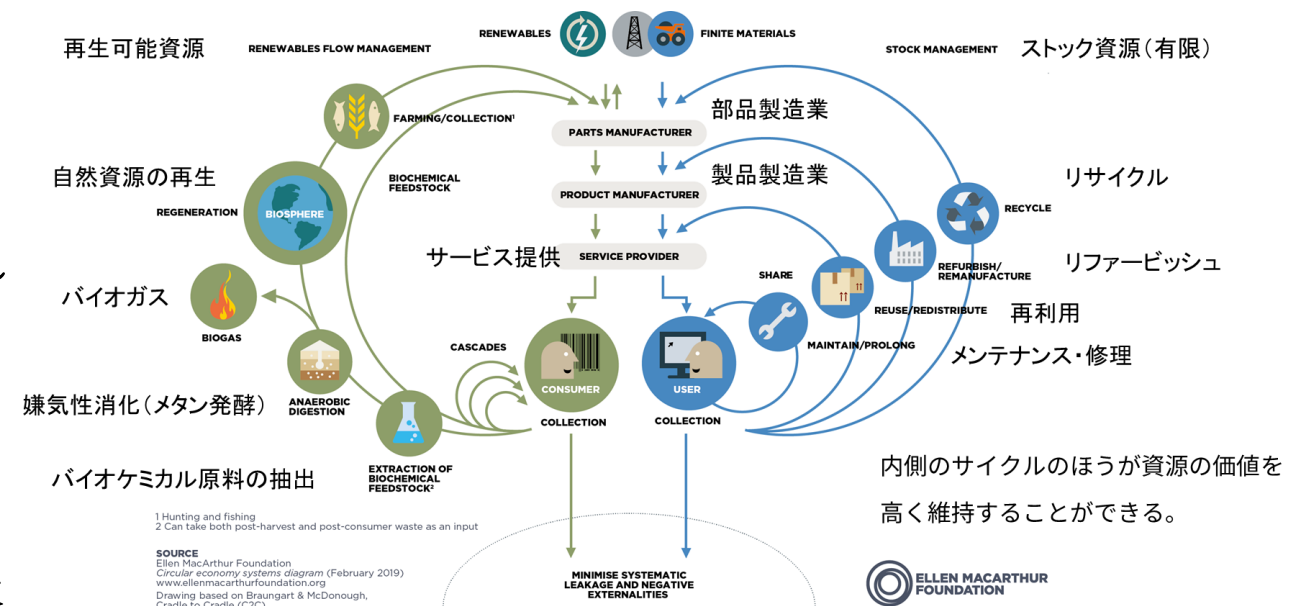 再生可能資源
RENEWABLES FLOW MANAGEMENT
RENEWABLES
FINITE MATERIALS
STOCK MANAGEMENT
ストック資源（有限）
FARMING/COLLECTION¹
部品製造業
PARTS MANUFACTURER
自然資源の再生
BIOCHEMICAL
FEEDSTOCK
製品製造業
リサイクル
REGENERATION
BIOSPHERE
PRODUCT MANUFACTURER
RECYCLE
サービス提供
SERVICE PROVIDER
REFURBISH/
REMANUFACTURE
リファービッシュ
バイオガス
BIOGAS
SHARE
REUSE/REDISTRIBUTE
再利用
CASCADES
MAINTAIN/PROLONG
メンテナンス・修理
CONSUMER
USER
嫌気性消化（メタン発酵）
ANAEROBIC
DIGESTION
COLLECTION
COLLECTION
バイオケミカル原料の抽出
EXTRACTION OF
BIOCHEMICAL
FEEDSTOCK²
内側のサイクルのほうが資源の価値を
高く維持することができる。
1 Hunting and fishing
2 Can take both post-harvest and post-consumer waste as an input
SOURCE
Ellen MacArthur Foundation
Circular economy systems diagram (February 2019)
www.ellenmacarthurfoundation.org
Drawing based on Braungart & McDonough,
Cradle to Cradle (C2C)
MINIMISE SYSTEMATIC
LEAKAGE AND NEGATIVE
EXTERNALITIES
ELLEN MACARTHUR
FOUNDATION